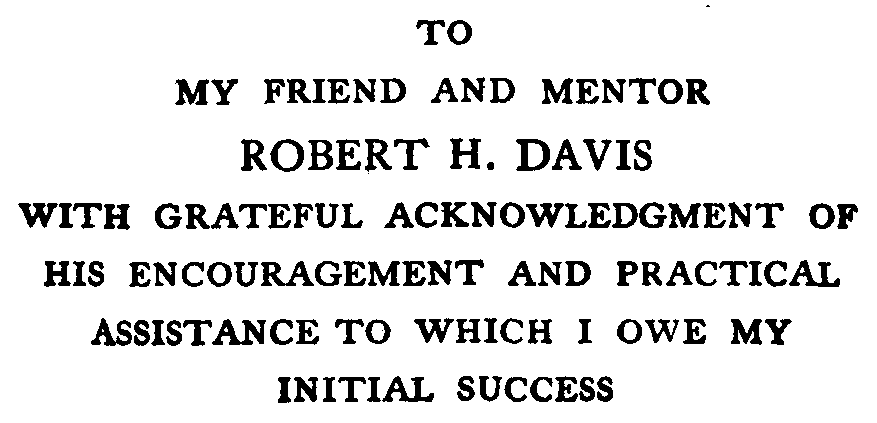 TO
MY FRIEND AND MENTOR
ROBERT H. DAVIS
WITH GRATEFUL ACKNOWLEDGMENT OF
HIS ENCOURAGEMENT AND PRACTICAL
ASSISTANCE TO WHICH I OWE MY
INITIAL SUCCESS